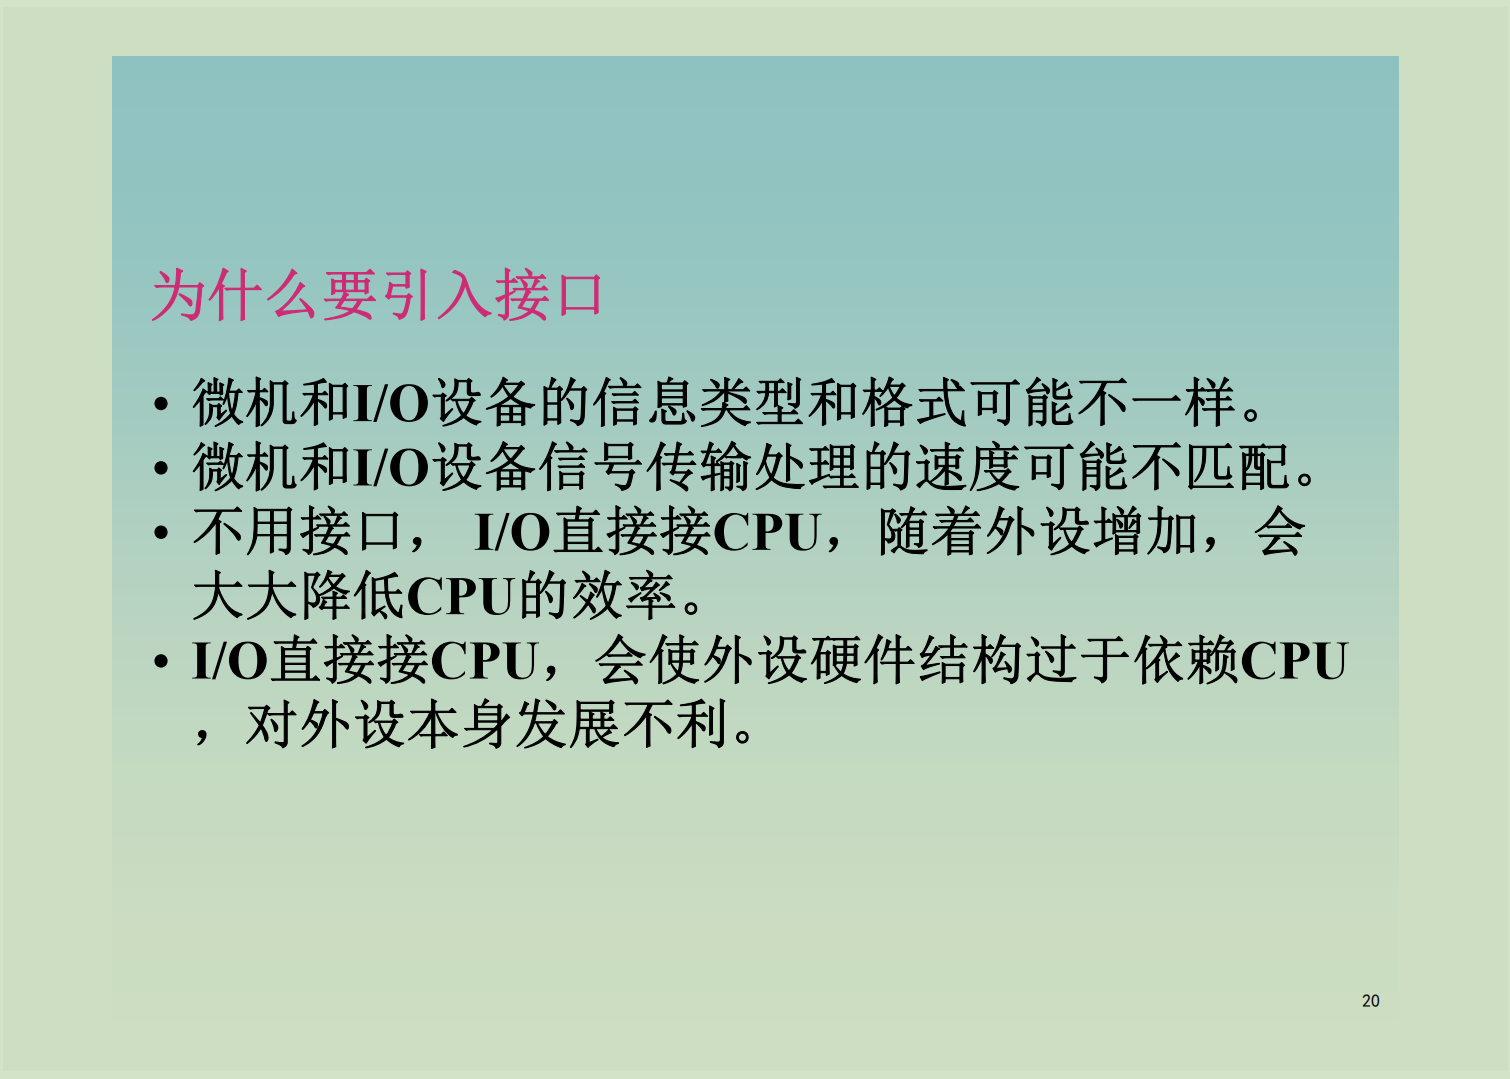 为什么要引入接口
• 微机和I/O设备的信息类型和格式可能不一样。
• 微机和I/O设备信号传输处理的速度可能不匹配。
• 不用接口， I/O直接接CPU，随着外设增加，会
大大降低CPU的效率。
• I/O直接接CPU，会使外设硬件结构过于依赖CPU
，对外设本身发展不利。
20